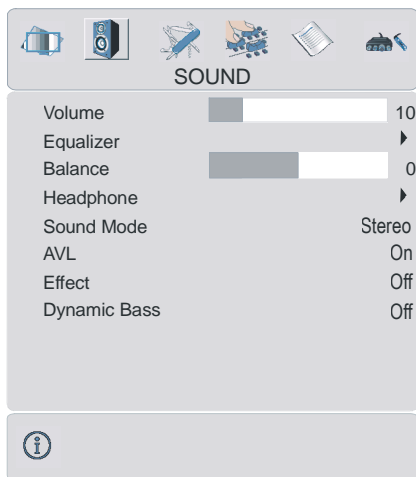 SOUND
Volume 10
Equalizer
Balance 0
Headphone
Sound Mode Stereo
AVL On
Effect Off
Dynamic Bass Off
i